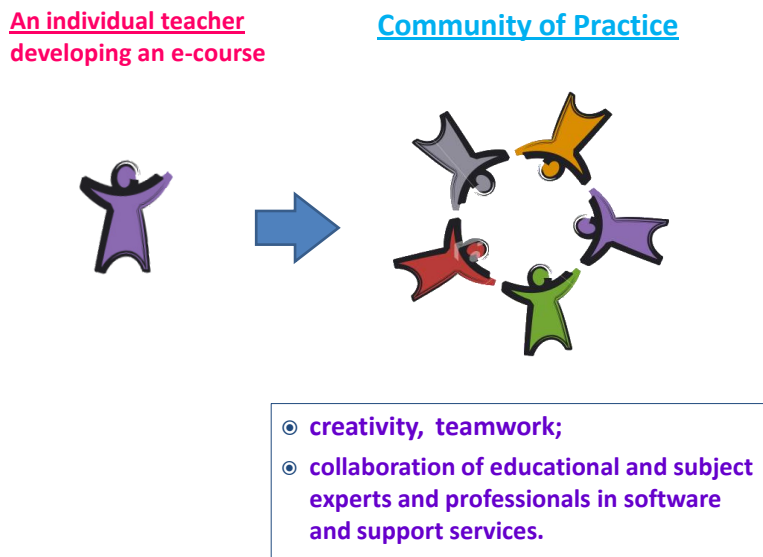 An individual teacher
developing an e-course
Community of Practice
creativity, teamwork;
collaboration of educational and subject
experts and professionals in software
and support services.